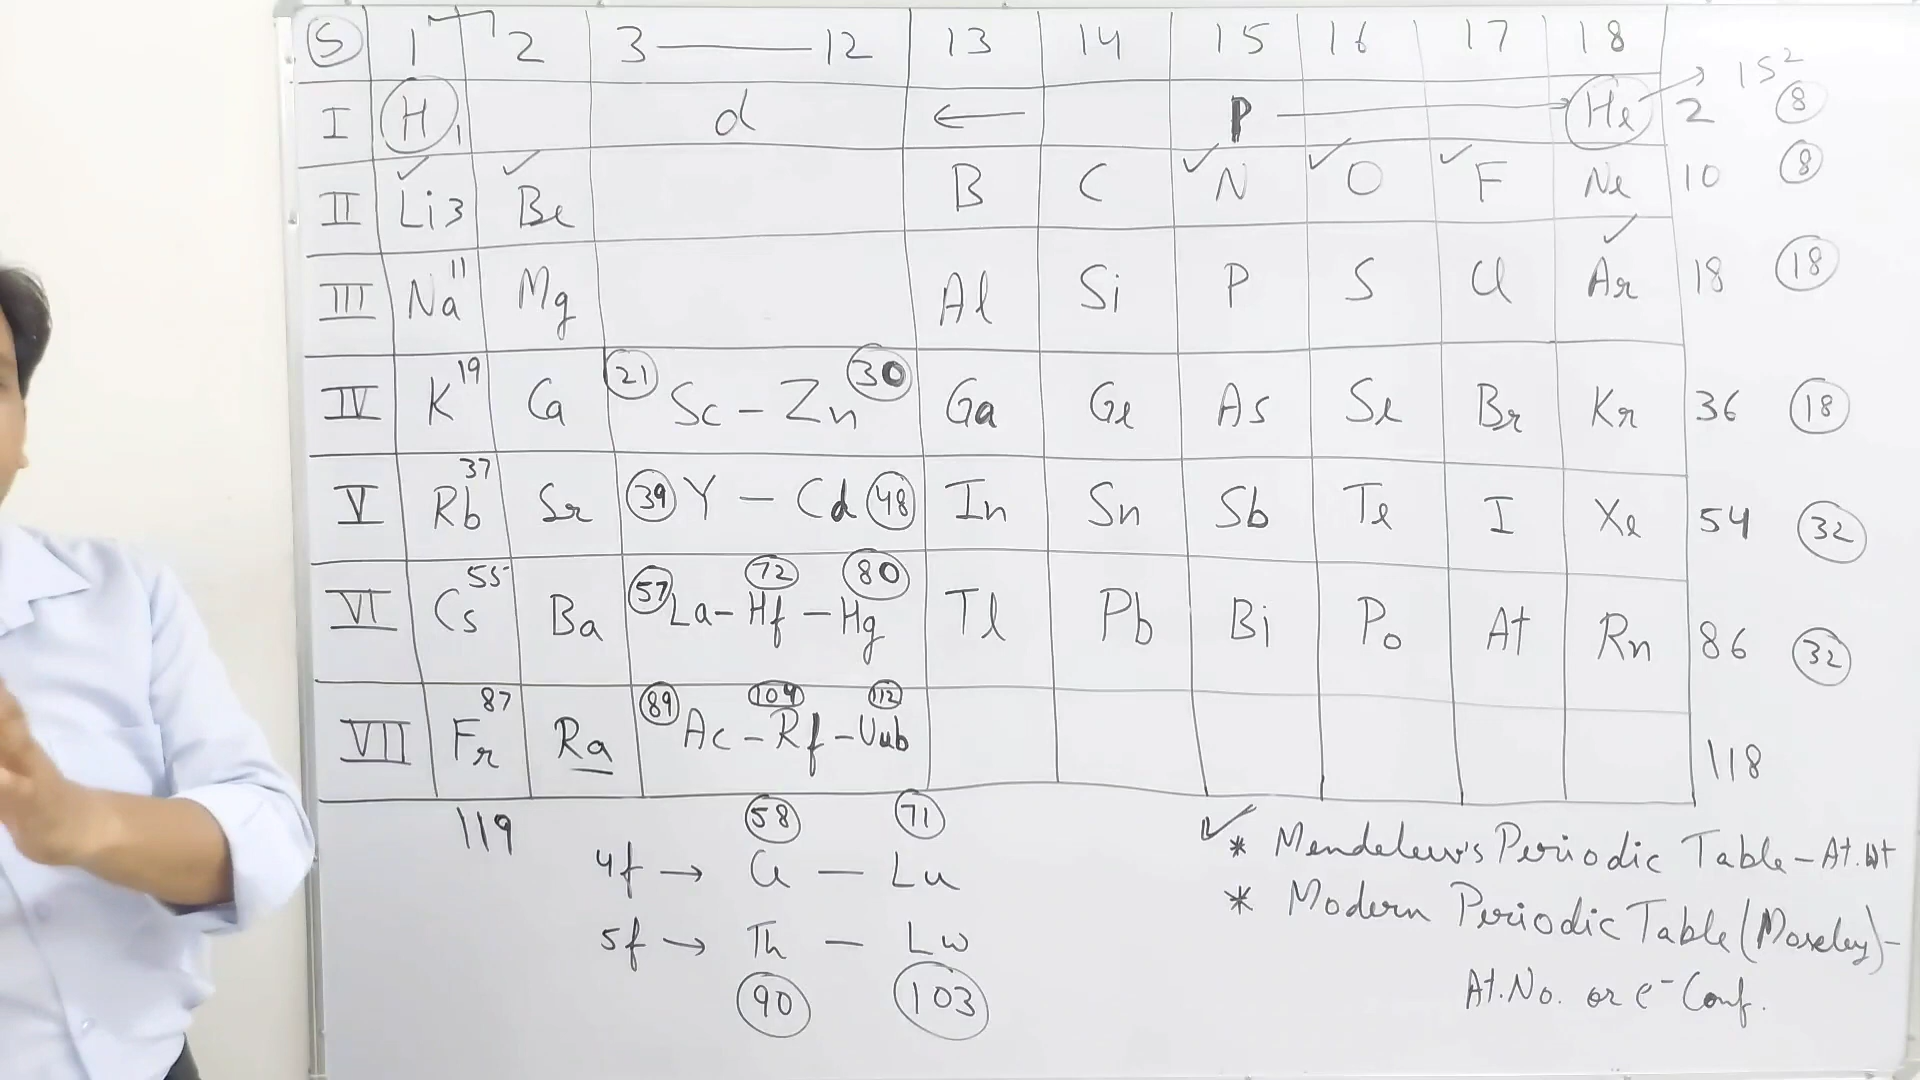 S 1 2 3 — 12 13 14 15 16 17 18
1S²
I H 1 d ← P → He 2 8
II Li3 Be B C N O F Ne 10 8
III Na 11 Mg Al Si P S Cl Ar 18 18
IV K 19 Ca 21 Sc – Zn 30 Ga Ge As Se Br Kr 36 18
V Rb 37 Sr 39 Y – Cd 48 In Sn Sb Te I Xe 54 32
VI Cs 55 Ba 57 La – Hf 72 – Hg 80 Tl Pb Bi Po At Rn 86 32
VII Fr 87 Ra 89 Ac – Rf 104 – Uub 112 118
119
58 71
4f → Ce — Lu
5f → Th — Lw
90 103
* Mendeleev's Periodic Table – At. Wt
* Modern Periodic Table (Moseley) –
At. No. or e⁻ Conf.